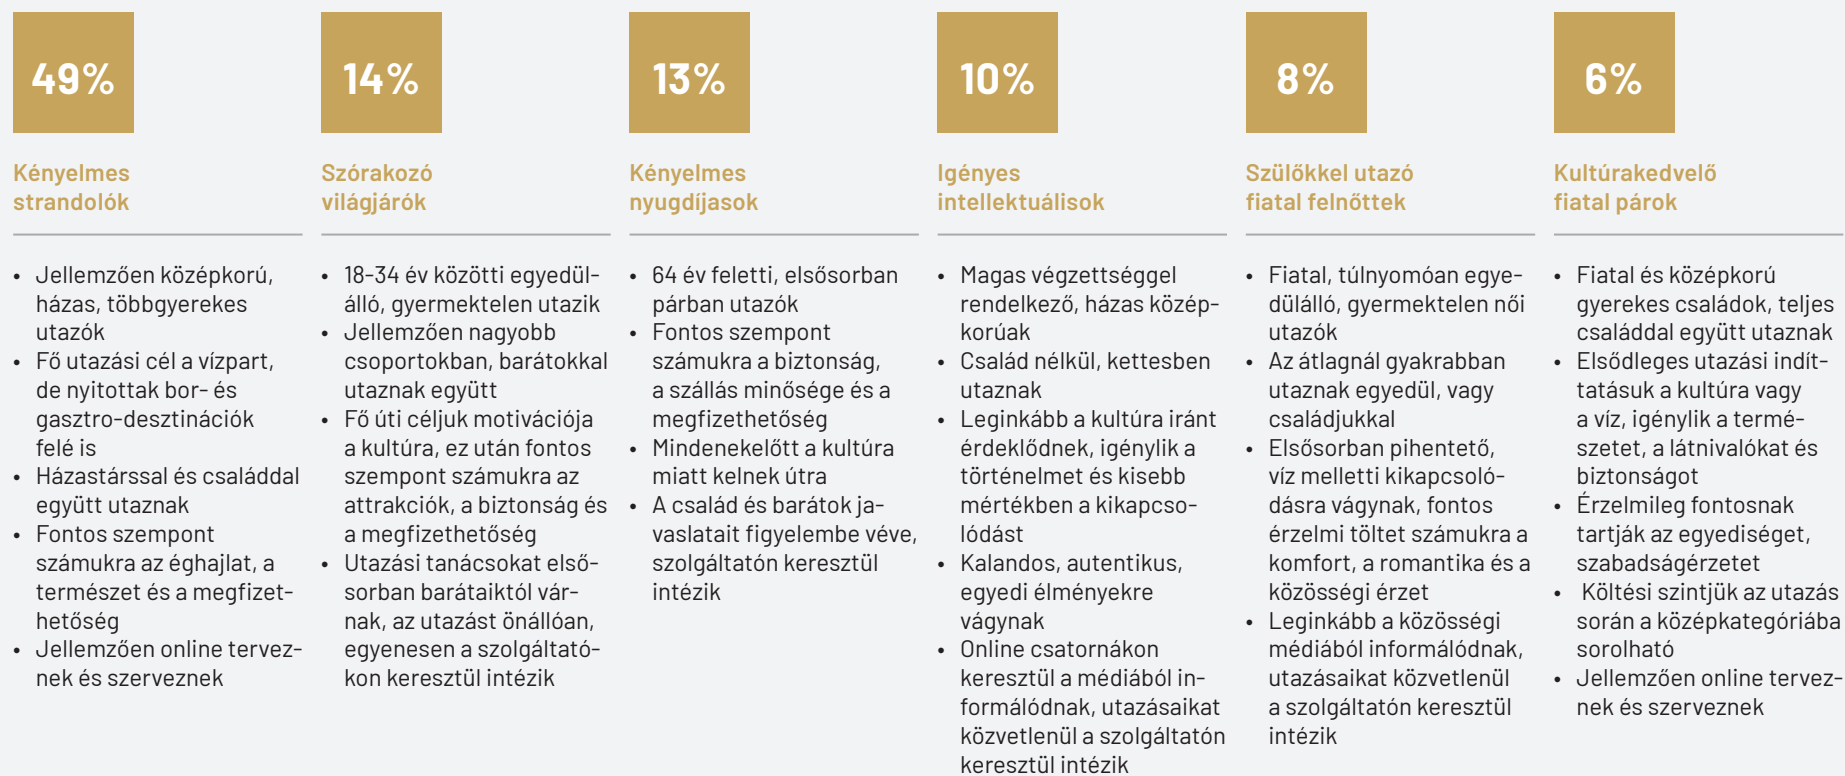 49%
Kényelmes
strandolók
• Jellemzően középkorú,
házas, többgyerekes
utazók
• Fő utazási cél a vízpart,
de nyitottak bor- és
gasztro-desztinációk
felé is
• Házastárssal és családdal
együtt utaznak
• Fontos szempont
számukra az éghajlat, a
természet és a megfizet-
hetőség
• Jellemzően online tervez-
nek és szerveznek
14%
Szórakozó
világjárók
• 18-34 év közötti egyedül-
álló, gyermektelen utazik
• Jellemzően nagyobb
csoportokban, barátokkal
utaznak együtt
• Fő úti céljuk motivációja
a kultúra, ez után fontos
szempont számukra az
attrakciók, a biztonság és
a megfizethetőség
• Utazási tanácsokat első-
sorban barátaiktól vár-
nak, az utazást önállóan,
egyenesen a szolgáltató-
kon keresztül intézik
13%
Kényelmes
nyugdíjasok
• 64 év feletti, elsősorban
párban utazók
• Fontos szempont
számukra a biztonság,
a szállás minősége és a
megfizethetőség
• Mindenekelőtt a kultúra
miatt kelnek útra
• A család és barátok ja-
vaslatait figyelembe véve,
szolgáltatón keresztül
intézik
10%
Igényes
intellektuálisok
• Magas végzettséggel
rendelkező, házas közép-
korúak
• Család nélkül, kettesben
utaznak
• Leginkább a kultúra iránt
érdeklődnek, igénylik a
történelmet és kisebb
mértékben a kikapcso-
lódást
• Kalandos, autentikus,
egyedi élményekre
vágynak
• Online csatornákon
keresztül a médiából in-
formálódnak, utazásaikat
közvetlenül a szolgáltatón
keresztül intézik
8%
Szülőkkel utazó
fiatal felnőttek
• Fiatal, túlnyomóan egye-
dülálló, gyermektelen női
utazók
• Az átlagnál gyakrabban
utaznak egyedül, vagy
családjukkal
• Elsősorban pihentető,
víz melletti kikapcsoló-
dásra vágynak, fontos
érzelmi töltet számukra a
komfort, a romantika és a
közösségi érzet
• Leginkább a közösségi
médiából informálódnak,
utazásaikat közvetlenül
a szolgáltatón keresztül
intézik
6%
Kultúrakedvelő
fiatal párok
• Fiatal és középkorú
gyerekes családok, teljes
családdal együtt utaznak
• Elsődleges utazási indít-
tatásuk a kultúra vagy
a víz, igénylik a termé-
szetet, a látnivalókat és
biztonságot
• Érzelmileg fontosnak
tartják az egyediséget,
szabadságérzetet
• Költési szintjük az utazás
során a középkategóriába
sorolható
• Jellemzően online tervez-
nek és szerveznek